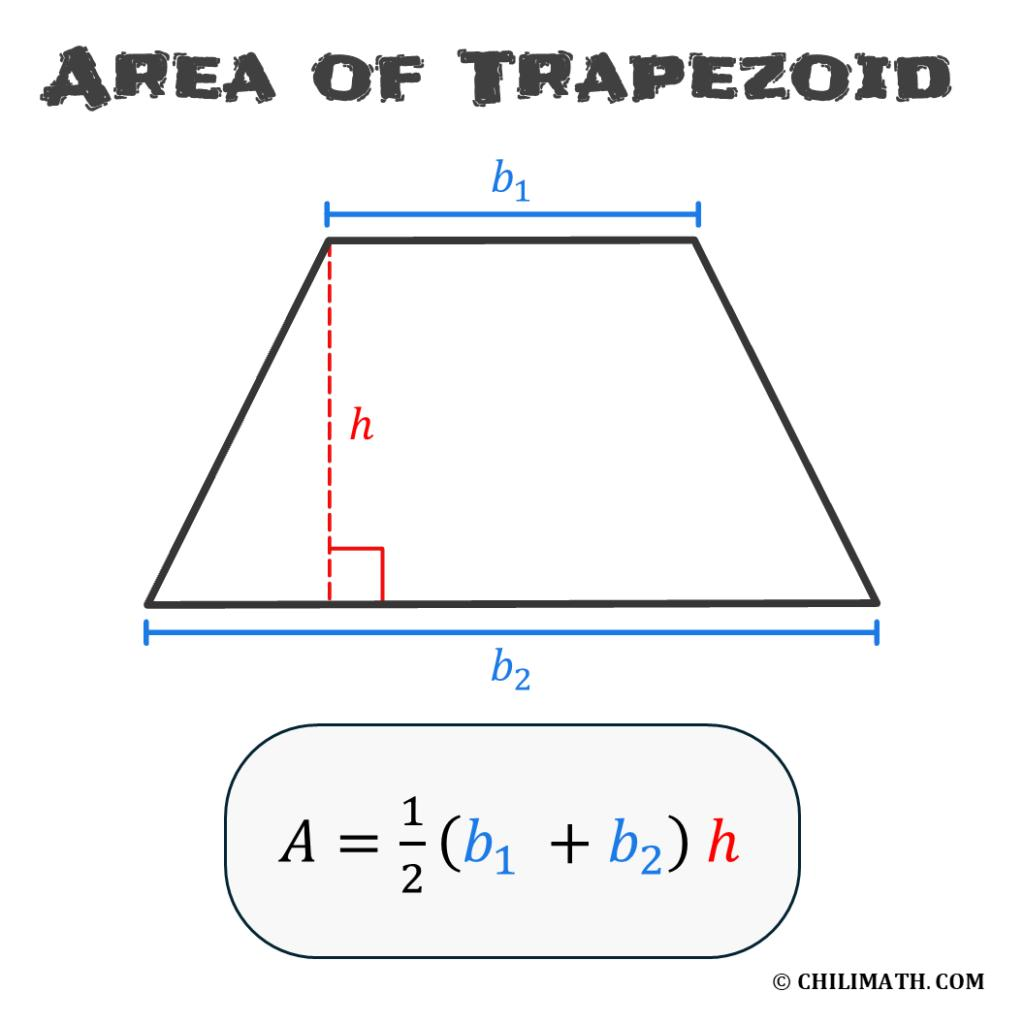 AREA OF TRAPEZOID
b₁
h
b₂
A = ½(b₁ + b₂) h
© CHILIMATH.COM